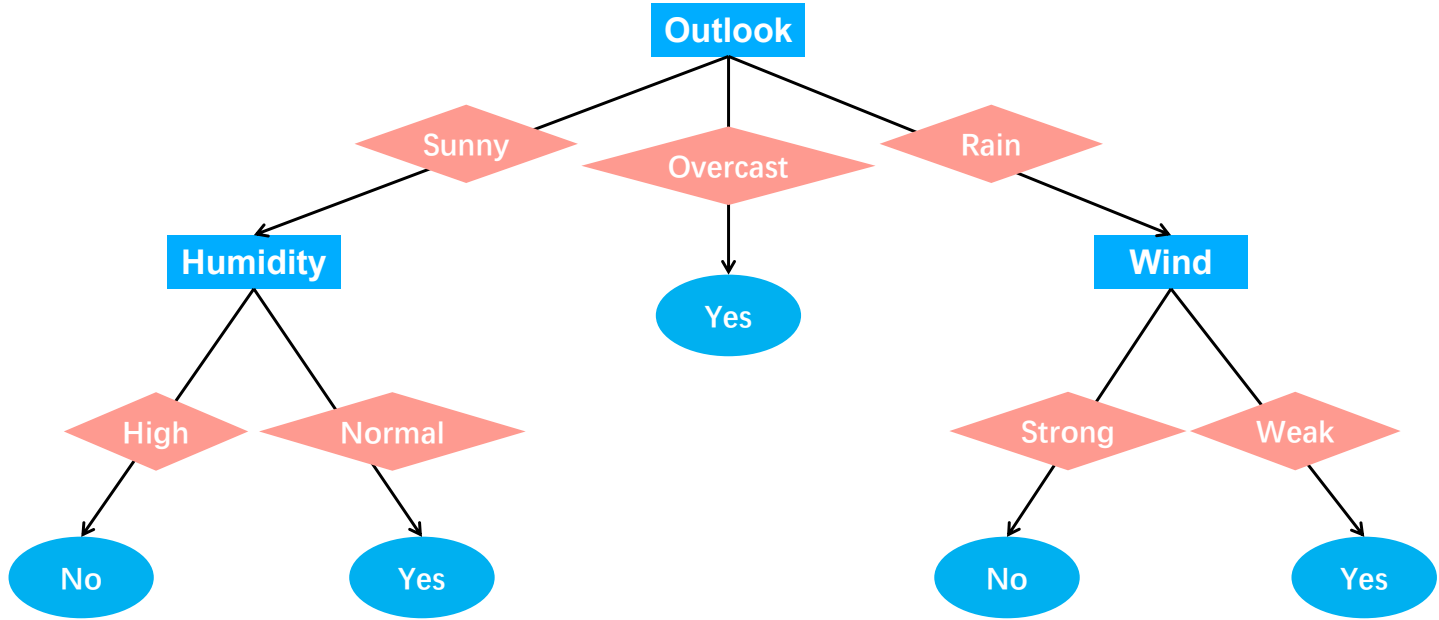 Outlook
Sunny
Overcast
Rain
Humidity
Wind
Yes
High
Normal
Strong
Weak
No
Yes
No
Yes